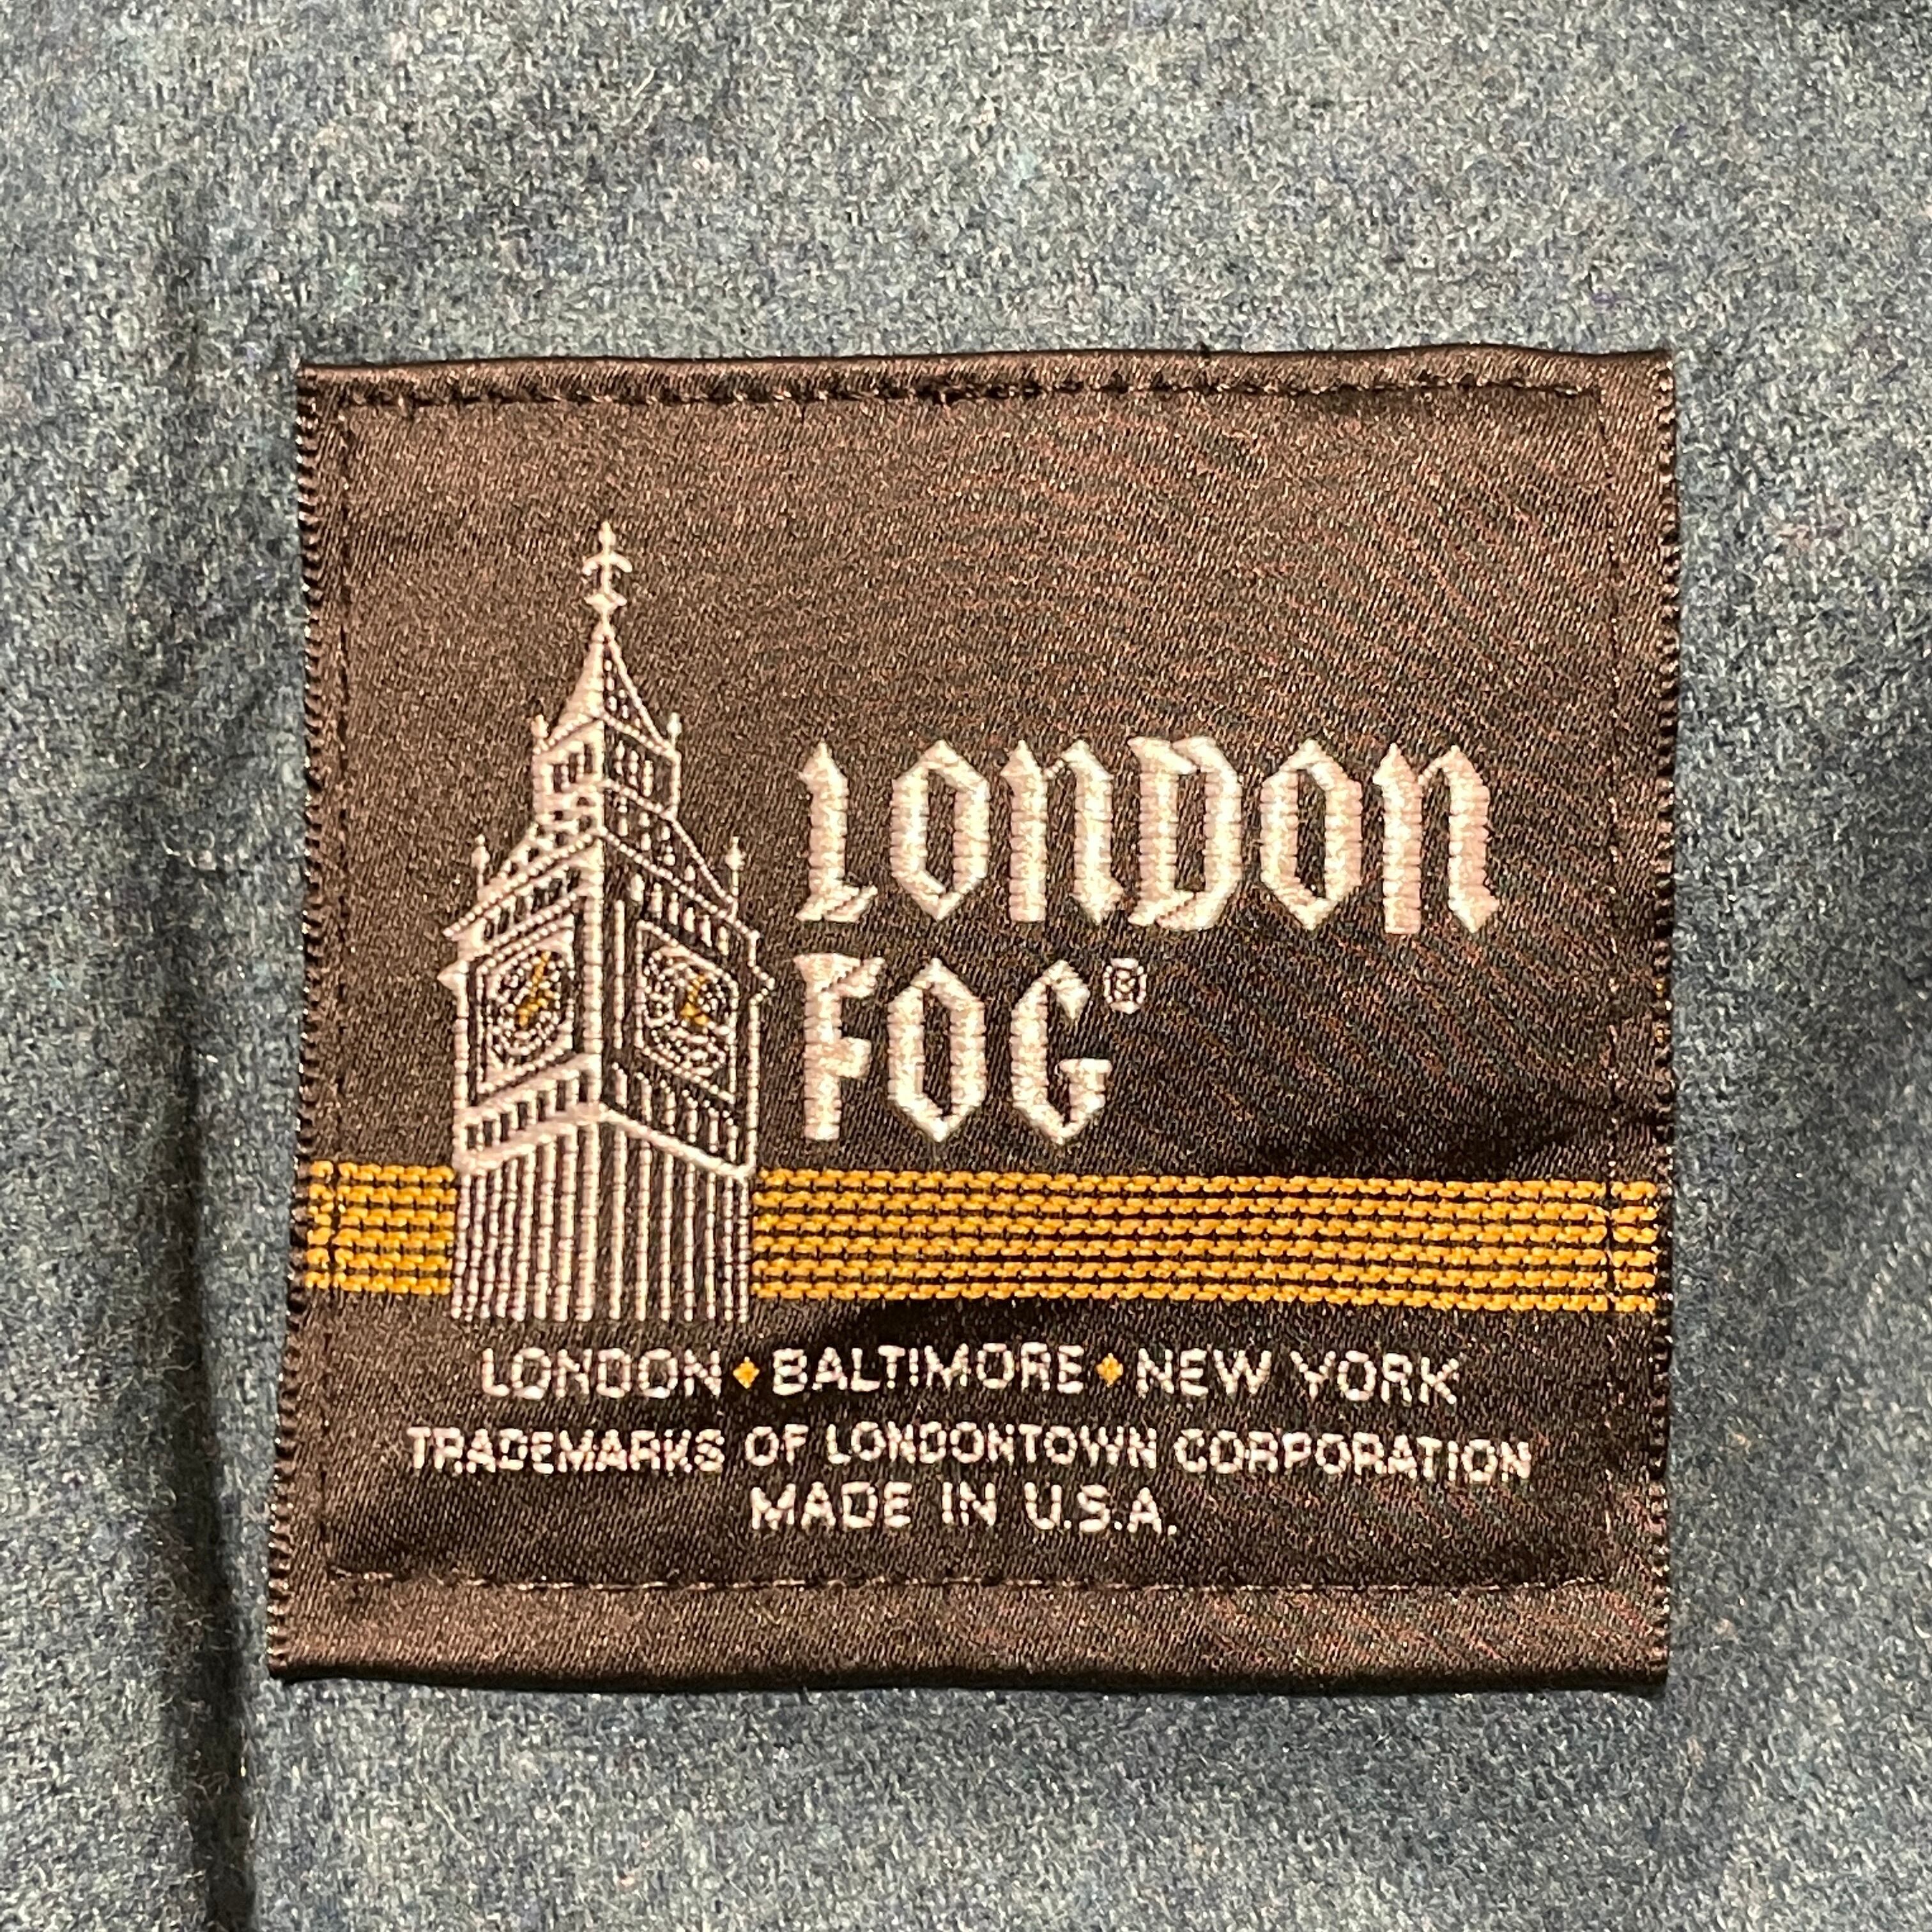 LONDON
FOG®
LONDON ◆ BALTIMORE ◆ NEW YORK
TRADEMARKS OF LONDONTOWN CORPORATION
MADE IN U.S.A.